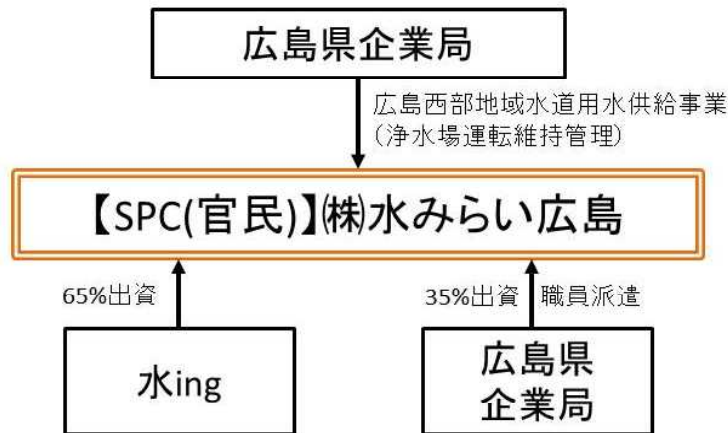 広島県企業局
広島西部地域水道用水供給事業
(浄水場運転維持管理)
【SPC(官民)】㈱水みらい広島
65%出資
35%出資 職員派遣
水ing
広島県
企業局